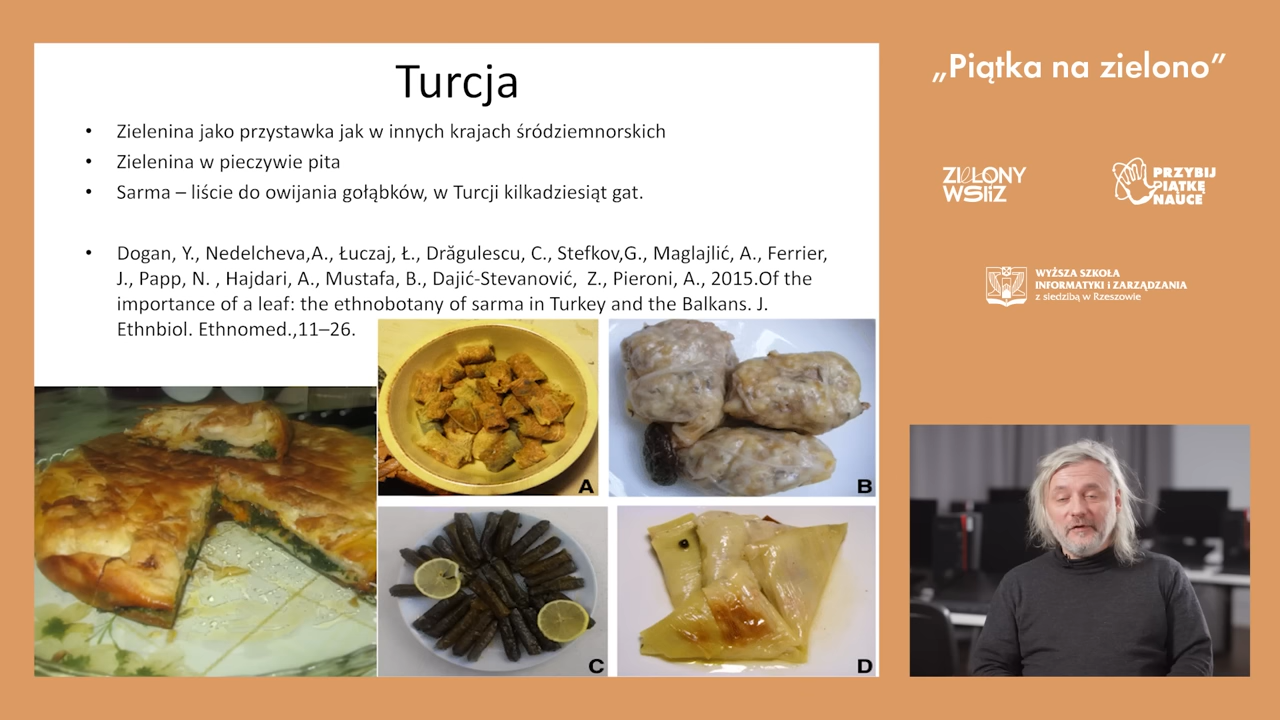 Turcja
• Zielenina jako przystawka jak w innych krajach śródziemnorskich
• Zielenina w pieczywie pita
• Sarma – liście do owijania gołąbków, w Turcji kilkadziesiąt gat.
• Dogan, Y., Nedelcheva,A., Łuczaj, Ł., Drăgulescu, C., Stefkov,G., Maglajlić, A., Ferrier,
J., Papp, N. , Hajdari, A., Mustafa, B., Dajić-Stevanović, Z., Pieroni, A., 2015.Of the
importance of a leaf: the ethnobotany of sarma in Turkey and the Balkans. J.
Ethnbiol. Ethnomed.,11–26.
A
B
C
D
„Piątka na zielono”
ZIELONY
WSIiZ
PRZYBIJ
PIĄTKĘ
NAUCE
WYŻSZA SZKOŁA
INFORMATYKI i ZARZĄDZANIA
z siedzibą w Rzeszowie